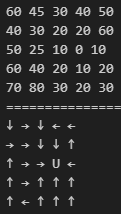 60 45 30 40 50
40 30 20 20 60
50 25 10 0 10
60 40 20 10 20
70 80 30 20 30
===============
↓ → ↓ ← ←
→ → ↓ ↓ ↑
↑ → → U ←
↑ → ↑ ↑ ↑
↑ ← ↑ ↑ ↑